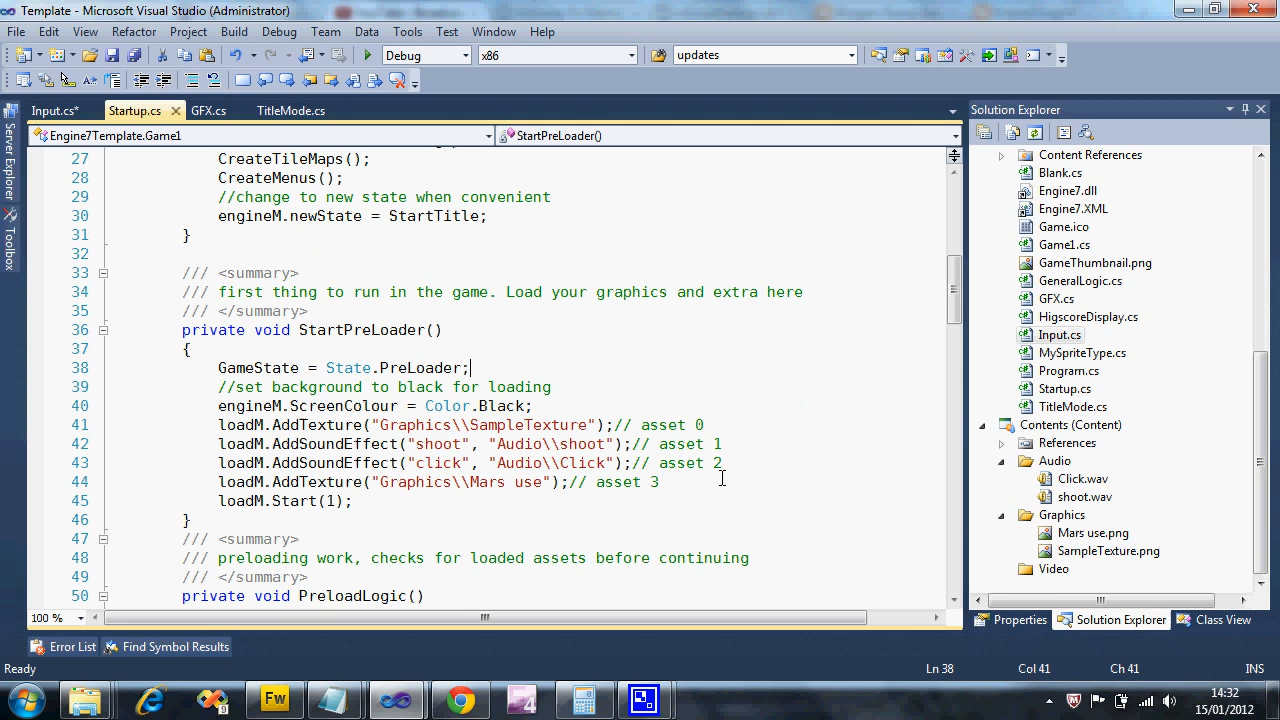 Template - Microsoft Visual Studio (Administrator)
File Edit View Refactor Project Build Debug Team Data Tools Test Window Help
Debug x86 updates
Input.cs* Startup.cs GFX.cs TitleMode.cs
Engine7Template.Game1 StartPreLoader()
27 CreateTileMaps();
28 CreateMenus();
29 //change to new state when convenient
30 engineM.newState = StartTitle;
31 }
32
33 /// <summary>
34 /// first thing to run in the game. Load your graphics and extra here
35 /// </summary>
36 private void StartPreLoader()
37 {
38 GameState = State.PreLoader;
39 //set background to black for loading
40 engineM.ScreenColour = Color.Black;
41 loadM.AddTexture("Graphics\\SampleTexture");// asset 0
42 loadM.AddSoundEffect("shoot", "Audio\\shoot");// asset 1
43 loadM.AddSoundEffect("click", "Audio\\Click");// asset 2
44 loadM.AddTexture("Graphics\\Mars use");// asset 3
45 loadM.Start(1);
46 }
47 /// <summary>
48 /// preloading work, checks for loaded assets before continuing
49 /// </summary>
50 private void PreloadLogic()
100 %
Server Explorer
Toolbox
Solution Explorer
Content References
Blank.cs
Engine7.dll
Engine7.XML
Game.ico
Game1.cs
GameThumbnail.png
GeneralLogic.cs
GFX.cs
HigscoreDisplay.cs
Input.cs
MySpriteType.cs
Program.cs
Startup.cs
TitleMode.cs
Contents (Content)
References
Audio
Click.wav
shoot.wav
Graphics
Mars use.png
SampleTexture.png
Video
Properties Solution Explorer Class View
Error List Find Symbol Results
Ready Ln 38 Col 41 Ch 41 INS
Fw
14:32
15/01/2012